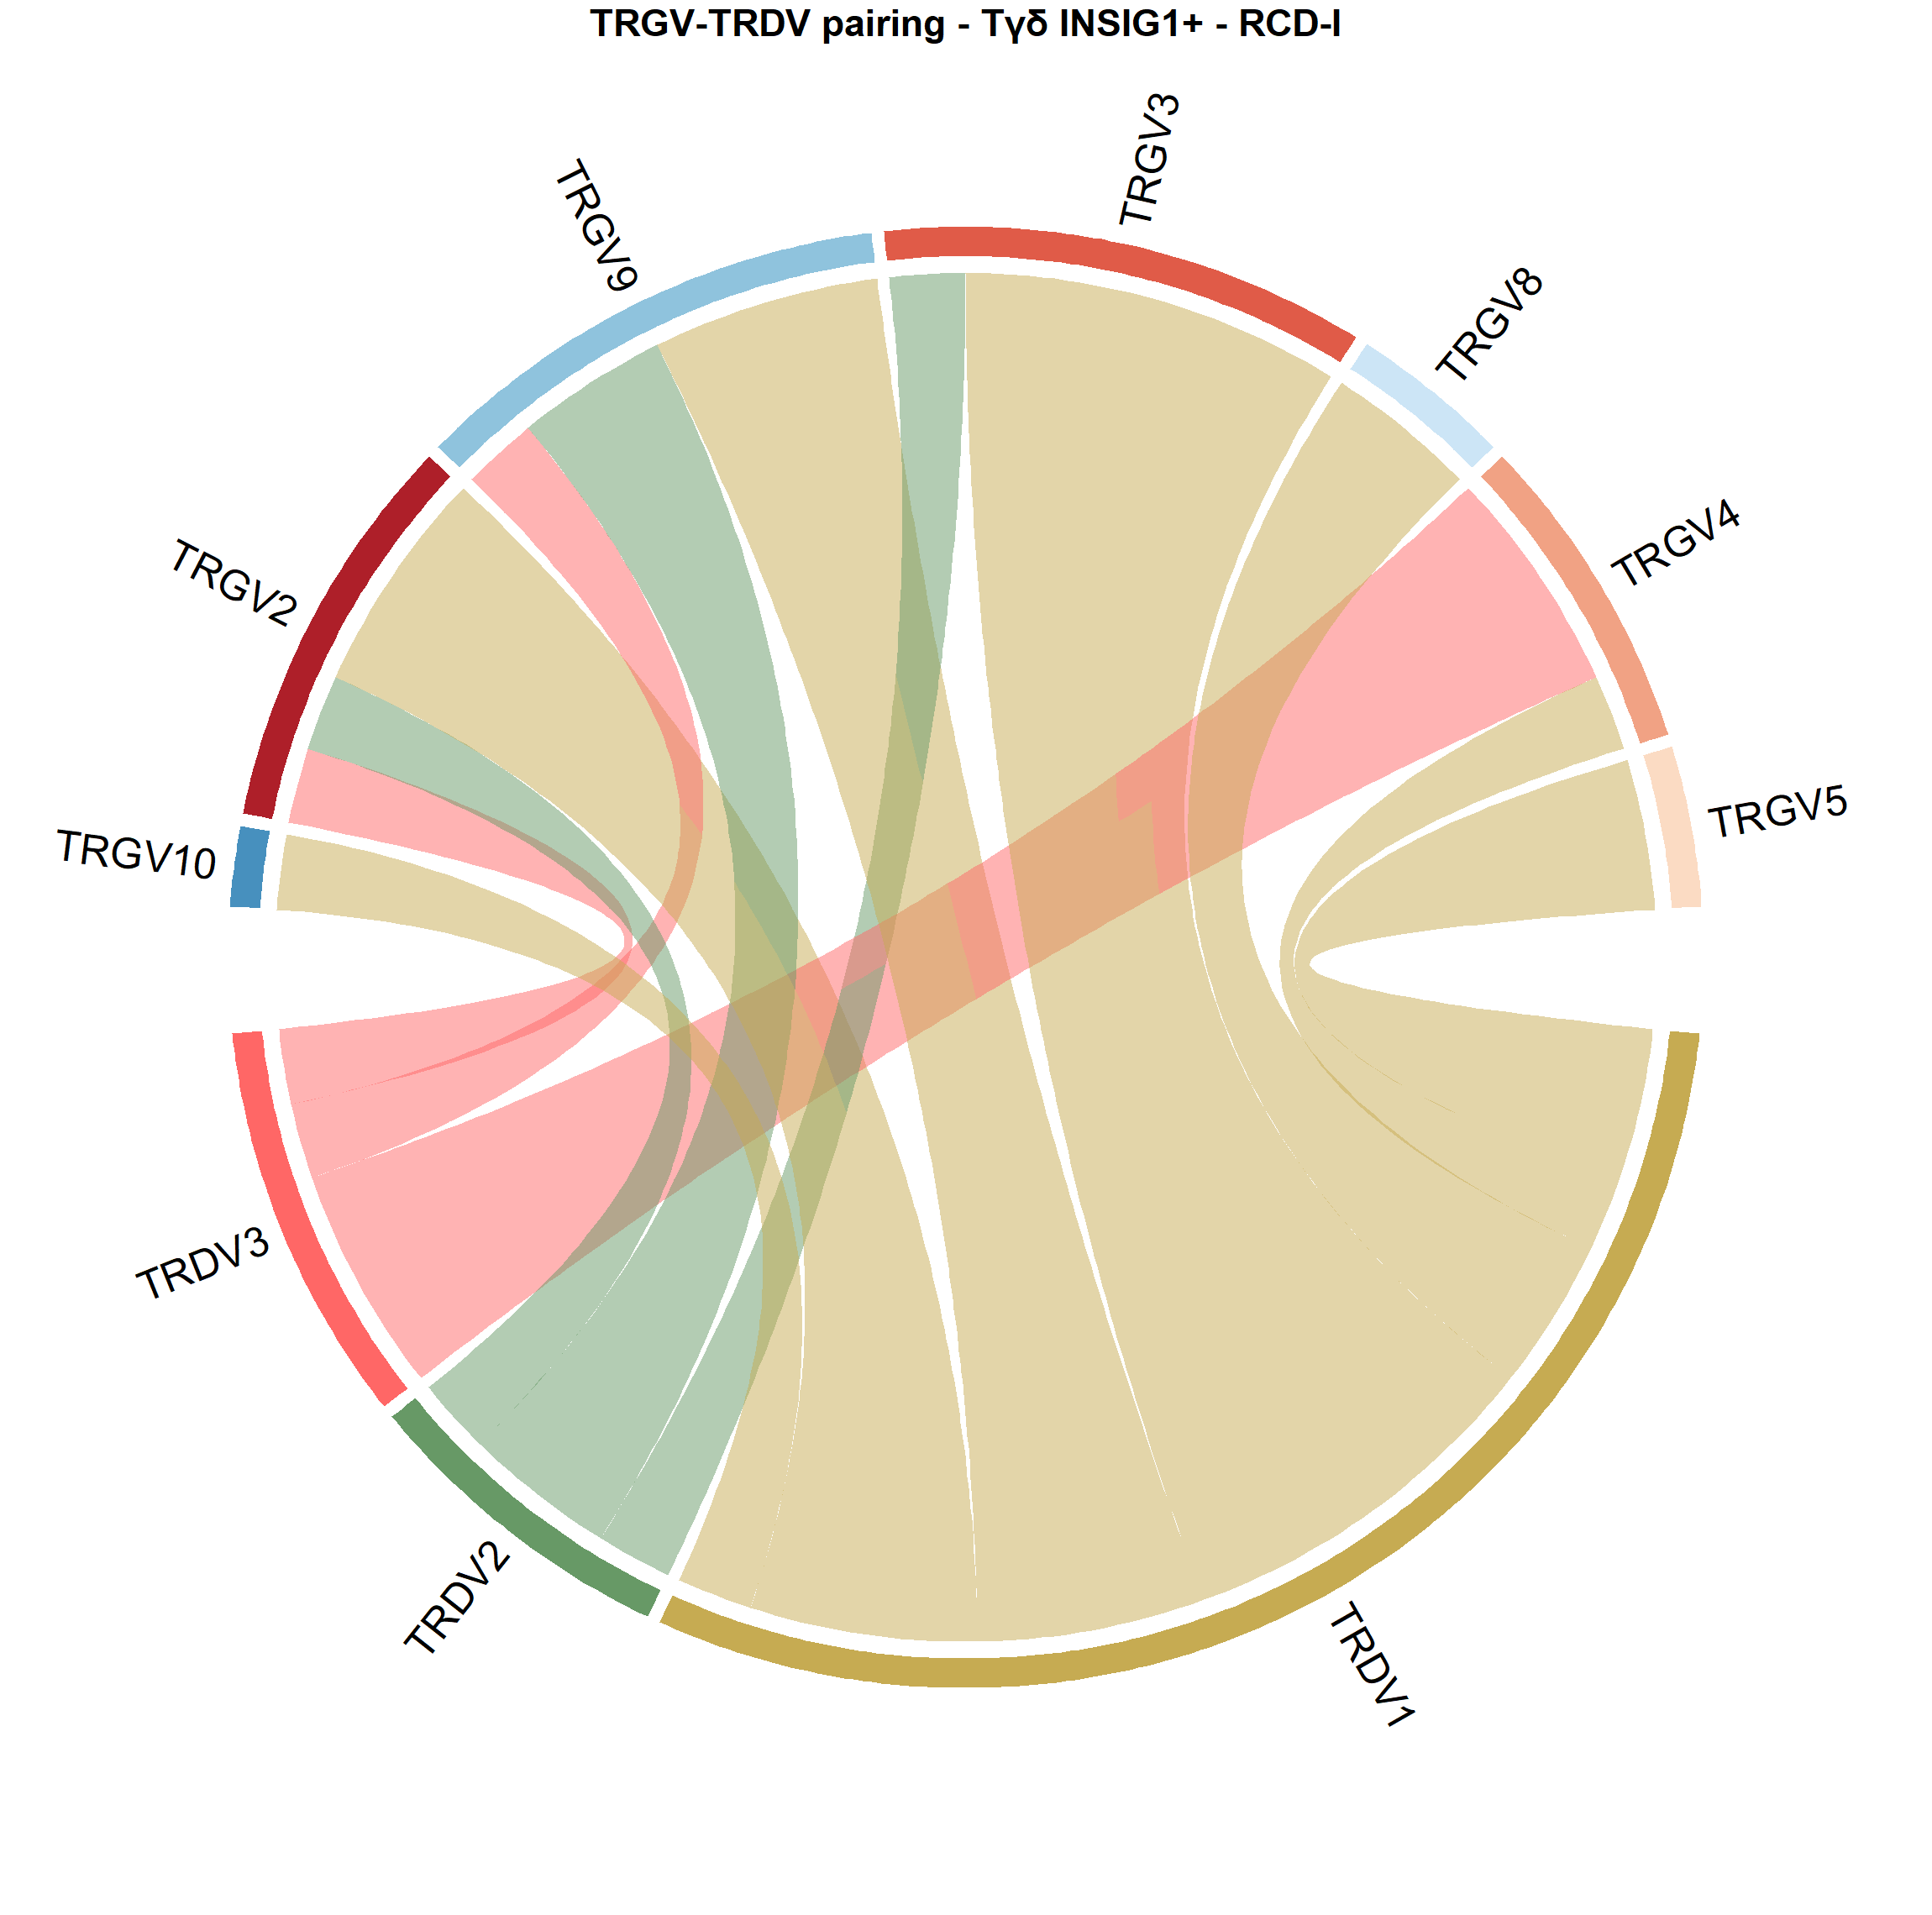 TRGV-TRDV pairing - Tγδ INSIG1+ - RCD-I
TRGV3
TRGV9
TRGV8
TRGV4
TRGV2
TRGV5
TRGV10
TRDV3
TRDV2
TRDV1